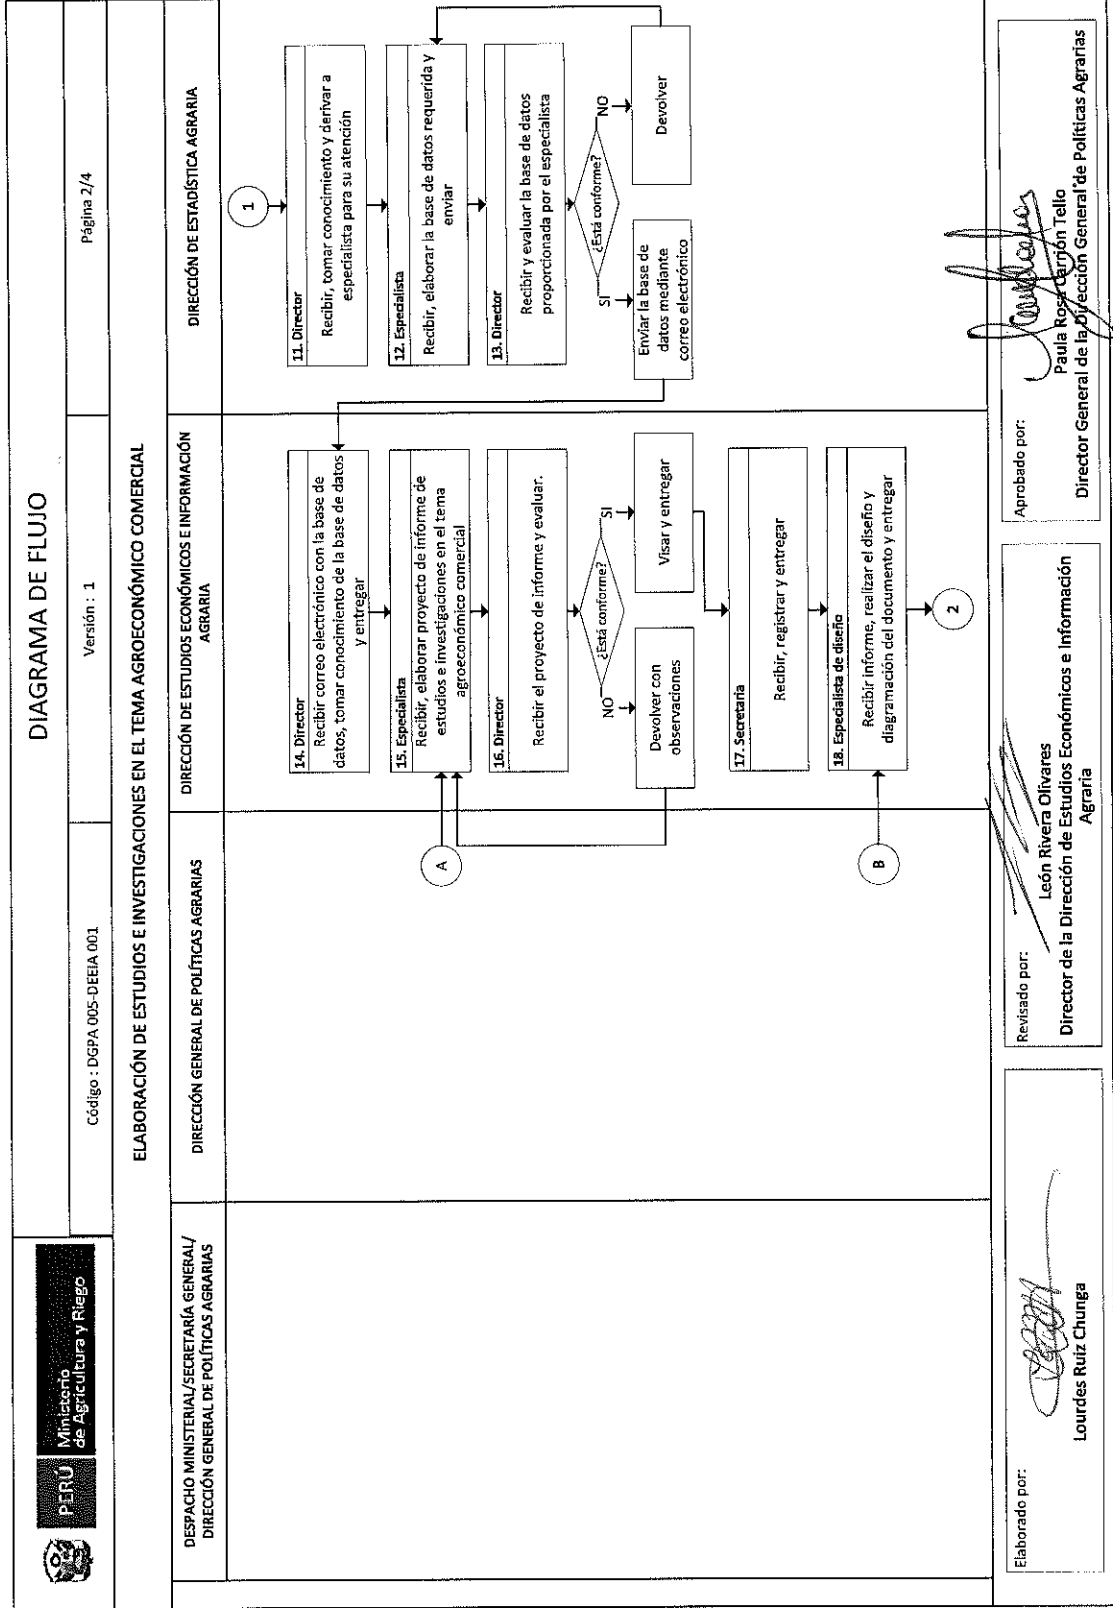 DIAGRAMA DE FLUJO
PERÚ
Ministerio
de Agricultura y Riego
Código : DGPA 005-DEEIA 001
Versión : 1
Página 2/4
ELABORACIÓN DE ESTUDIOS E INVESTIGACIONES EN EL TEMA AGROECONÓMICO COMERCIAL
DESPACHO MINISTERIAL/SECRETARÍA GENERAL/
DIRECCIÓN GENERAL DE POLÍTICAS AGRARIAS
DIRECCIÓN GENERAL DE POLÍTICAS AGRARIAS
DIRECCIÓN DE ESTUDIOS ECONÓMICOS E INFORMACIÓN
AGRARIA
DIRECCIÓN DE ESTADÍSTICA AGRARIA
1
11. Director
Recibir, tomar conocimiento y derivar a
especialista para su atención
12. Especialista
Recibir, elaborar la base de datos requerida y
enviar
13. Director
Recibir y evaluar la base de datos
proporcionada por el especialista
¿Está conforme?
SI
NO
Enviar la base de
datos mediante
correo electrónico
Devolver
14. Director
Recibir correo electrónico con la base de
datos, tomar conocimiento de la base de datos
y entregar
A
15. Especialista
Recibir, elaborar proyecto de informe de
estudios e investigaciones en el tema
agroeconómico comercial
16. Director
Recibir el proyecto de informe y evaluar.
¿Está conforme?
NO
SI
Devolver con
observaciones
Visar y entregar
17. Secretaria
Recibir, registrar y entregar
B
18. Especialista de diseño
Recibir informe, realizar el diseño y
diagramación del documento y entregar
2
Elaborado por:
Lourdes Ruiz Chunga
Revisado por:
León Rivera Olivares
Director de la Dirección de Estudios Económicos e Información
Agraria
Aprobado por:
Paula Rosa Carrión Tello
Director General de la Dirección General de Políticas Agrarias